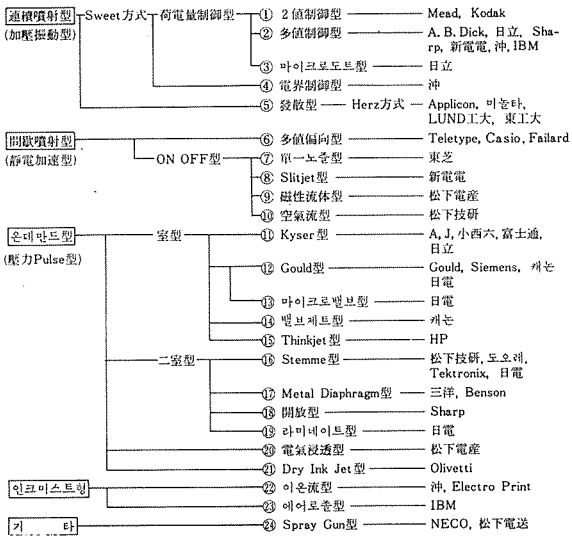 連積噴射型 Sweet方式 荷電量制御型 ① 2値制御型 Mead, Kodak
(加壓振動型) ② 多値制御型 A.B.Dick, 日立, Sha-
rp, 新電電, 沖, IBM
③ 마이크로도트型 日立
④ 電界制御型 沖
⑤ 發散型 Herz方式 Applicon, 미놀타,
LUND工大, 東工大
間歇噴射型 ⑥ 多値偏向型 Teletype, Casio, Failard
(靜電加速型) ON OFF型 ⑦ 單一노즐型 東芝
⑧ Slitjet型 新電電
⑨ 磁性流体型 松下電産
⑩ 空氣流型 松下技研
온데만드型 室型 ⑪ Kyser型 A, J, 小西六, 富士通,
(壓力Pulse型) 日立
⑫ Gould型 Gould, Siemens, 캐논
日電
⑬ 마이크로밸브型 日電
⑭ 밸브제트型 캐논
⑮ Thinkjet型 HP
二室型 ⑯ Stemme型 松下技研, 도오레,
Tektronix, 日電
⑰ Metal Diaphragm型 三洋, Benson
⑱ 開放型 Sharp
⑲ 라미네이트型 日電
⑳ 電氣浸透型 松下電産
㉑ Dry Ink Jet型 Olivetti
인크미스트형 ㉒ 이온流型 沖, Electro Print
㉓ 에어로졸型 IBM
기 타 ㉔ Spray Gun型 NECO, 松下電送